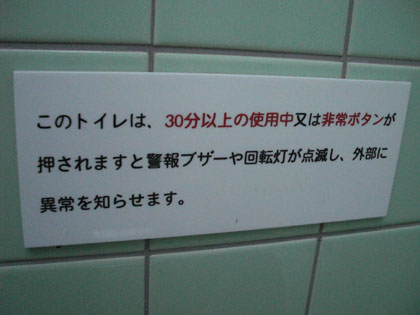 このトイレは、30分以上の使用中又は非常ボタンが
押されますと警報ブザーや回転灯が点滅し、外部に
異常を知らせます。